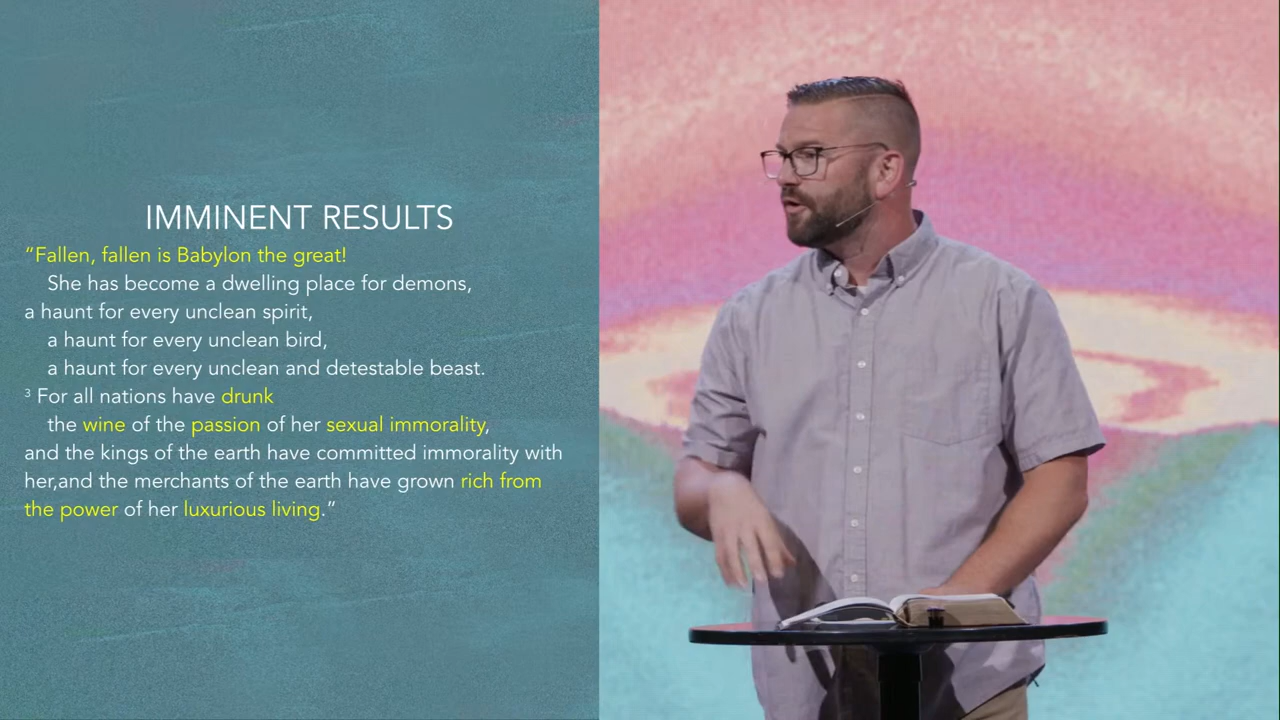 IMMINENT RESULTS
“Fallen, fallen is Babylon the great!
She has become a dwelling place for demons,
a haunt for every unclean spirit,
a haunt for every unclean bird,
a haunt for every unclean and detestable beast.
³ For all nations have drunk
the wine of the passion of her sexual immorality,
and the kings of the earth have committed immorality with
her,and the merchants of the earth have grown rich from
the power of her luxurious living.”